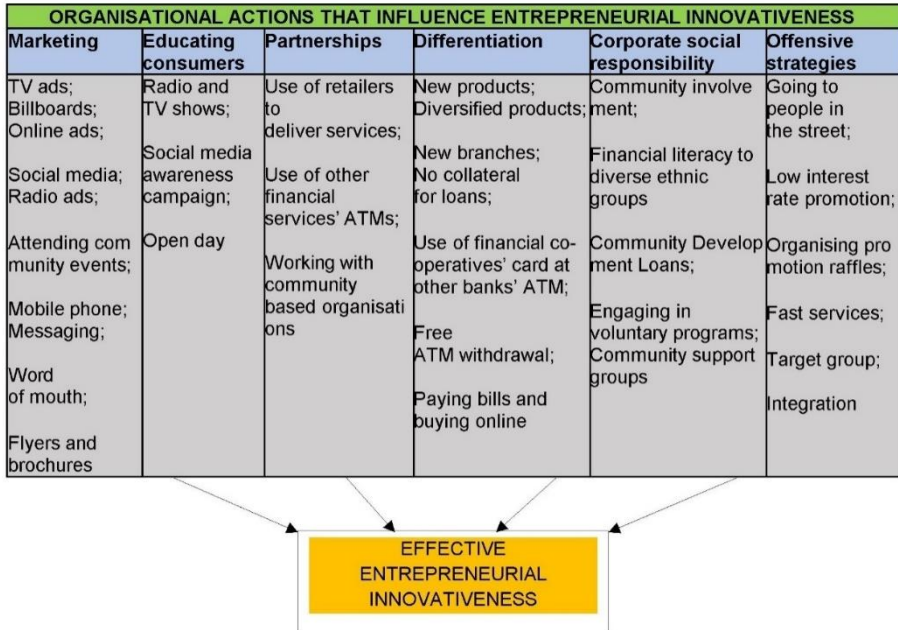 ORGANISATIONAL ACTIONS THAT INFLUENCE ENTREPRENEURIAL INNOVATIVENESS
Marketing
TV ads;
Billboards;
Online ads;
Social media;
Radio ads;
Attending com
munity events;
Mobile phone;
Messaging;
Word
of mouth;
Flyers and
brochures
Educating
consumers
Radio and
TV shows;
Social media
awareness
campaign;
Open day
Partnerships
Use of retailers
to
deliver services;
Use of other
financial
services’ ATMs;
Working with
community
based organisati
ons
Differentiation
New products;
Diversified products;
New branches;
No collateral
for loans;
Use of financial co-
operatives’ card at
other banks’ ATM;
Free
ATM withdrawal;
Paying bills and
buying online
Corporate social
responsibility
Community involve
ment;
Financial literacy to
diverse ethnic
groups
Community Develop
ment Loans;
Engaging in
voluntary programs;
Community support
groups
Offensive
strategies
Going to
people in
the street;
Low interest
rate promotion;
Organising pro
motion raffles;
Fast services;
Target group;
Integration
EFFECTIVE
ENTREPRENEURIAL
INNOVATIVENESS